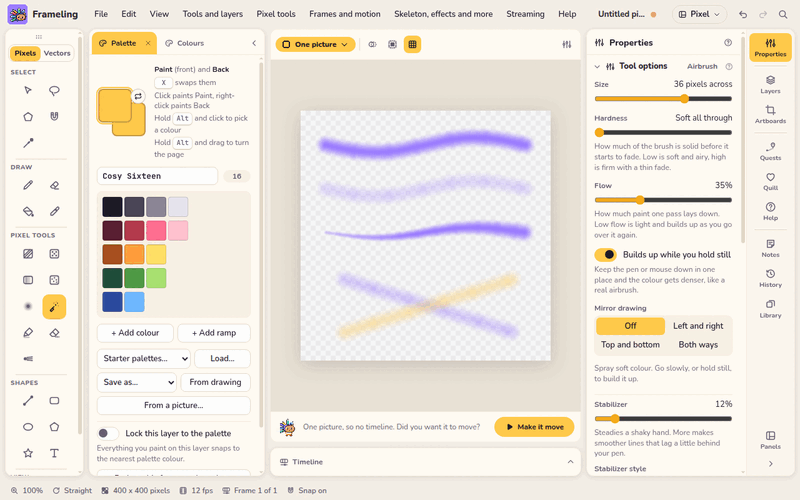 Frameling
File
Edit
View
Tools and layers
Pixel tools
Frames and motion
Skeleton, effects and more
Streaming
Help
Untitled pi...
Pixel
Pixels
Vectors
SELECT
DRAW
PIXEL TOOLS
SHAPES
Palette
Colours
Paint (front) and Back
X swaps them
Click paints Paint, right-
click paints Back
Hold Alt and click to pick
a colour
Hold Alt and drag to turn
the page
Cosy Sixteen
16
+ Add colour
+ Add ramp
Starter palettes...
Load...
Save as...
From drawing
From a picture...
Lock this layer to the palette
Everything you paint on this layer snaps to
the nearest palette colour.
One picture
One picture, so no timeline. Did you want it to move?
Make it move
Timeline
Properties
Tool options
Airbrush
Size
36 pixels across
Hardness
Soft all through
How much of the brush is solid before it
starts to fade. Low is soft and airy, high
is firm with a thin fade.
Flow
35%
How much paint one pass lays down.
Low flow is light and builds up as you go
over it again.
Builds up while you hold still
Keep the pen or mouse down in one
place and the colour gets denser, like a
real airbrush.
Mirror drawing
Off
Left and right
Top and bottom
Both ways
Spray soft colour. Go slowly, or hold still,
to build it up.
Stabilizer
12%
Steadies a shaky hand. More makes
smoother lines that lag a little behind
your pen.
Stabilizer style
Properties
Layers
Artboards
Quests
Quill
Help
Notes
History
Library
Panels
100%
Straight
400 x 400 pixels
12 fps
Frame 1 of 1
Snap on